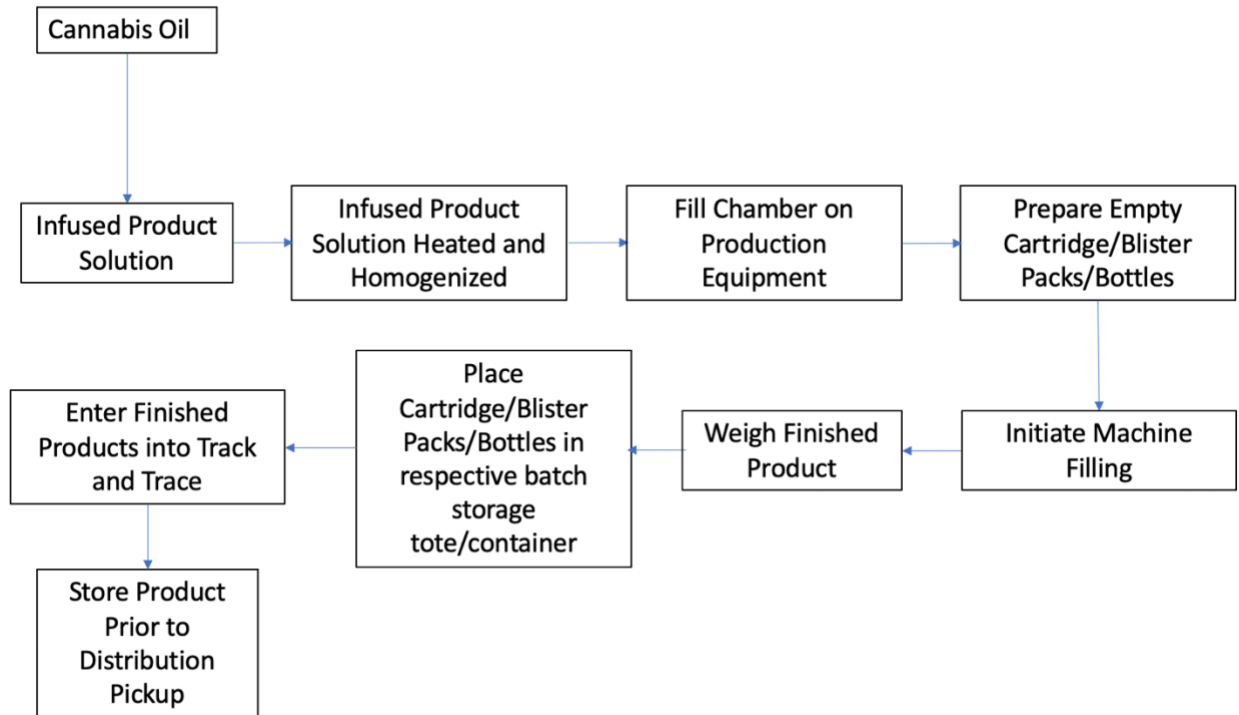 Cannabis Oil
Infused Product
Solution
Infused Product
Solution Heated and
Homogenized
Fill Chamber on
Production
Equipment
Prepare Empty
Cartridge/Blister
Packs/Bottles
Initiate Machine
Filling
Weigh Finished
Product
Place
Cartridge/Blister
Packs/Bottles in
respective batch
storage
tote/container
Enter Finished
Products into Track
and Trace
Store Product
Prior to
Distribution
Pickup